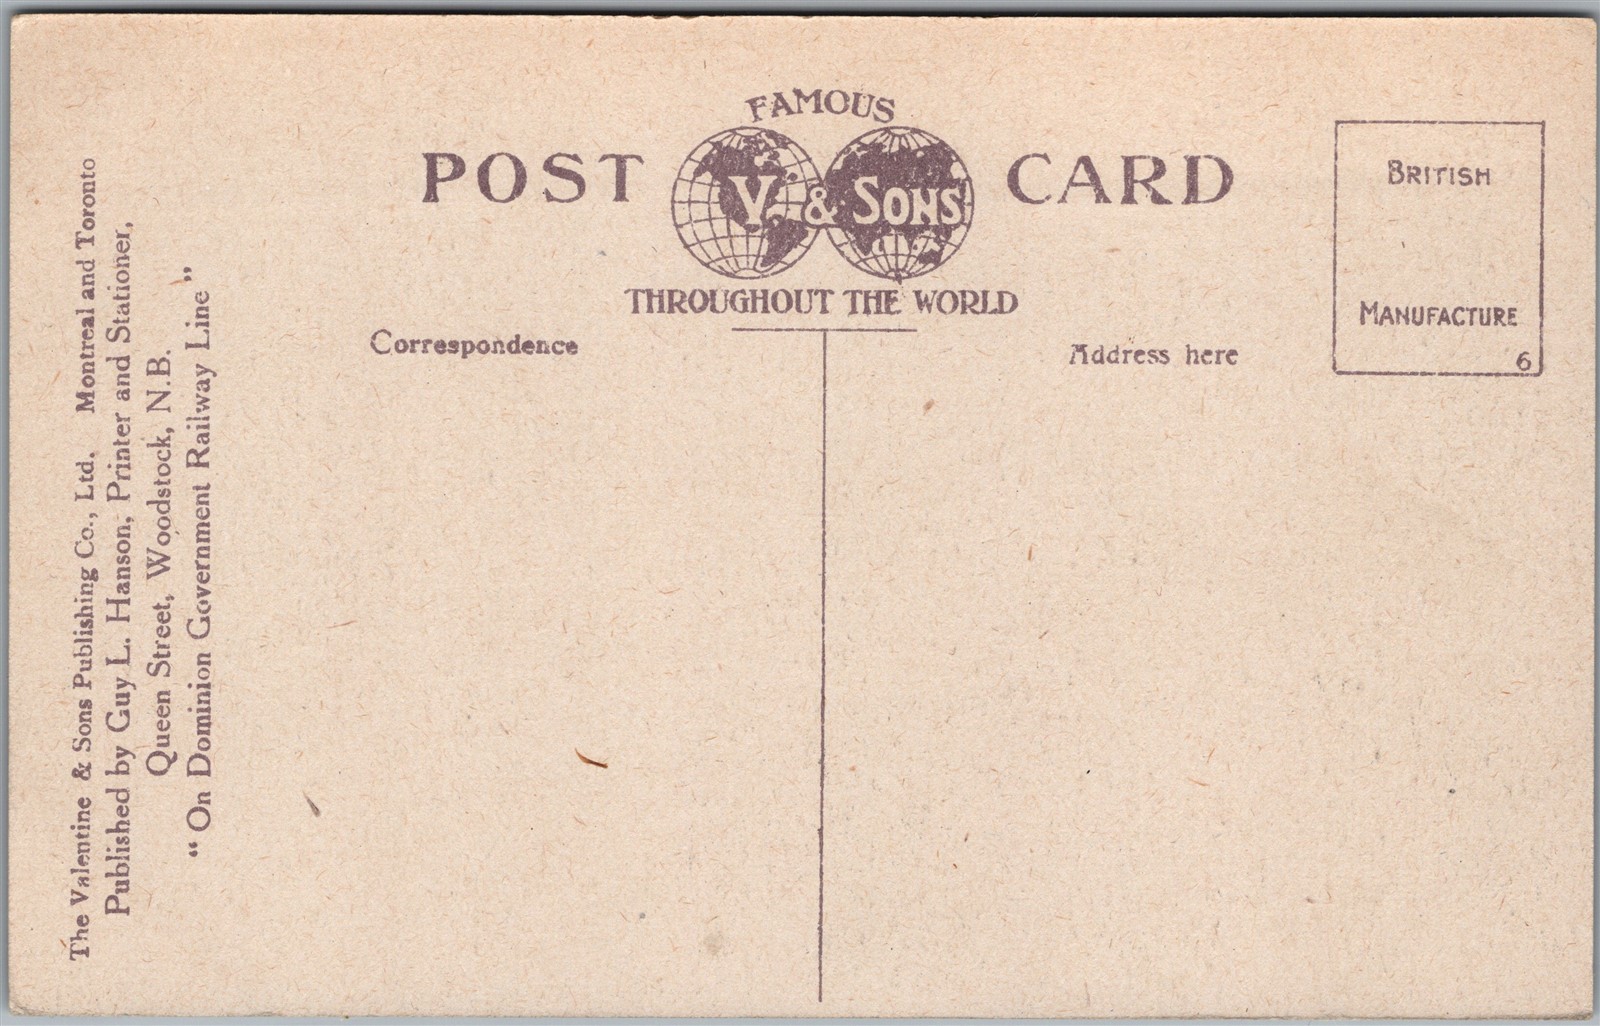 FAMOUS
POST V. & SONS CARD
THROUGHOUT THE WORLD
Correspondence
Address here
BRITISH
MANUFACTURE
6
The Valentine & Sons Publishing Co., Ltd. Montreal and Toronto
Published by Guy L. Hanson, Printer and Stationer,
Queen Street, Woodstock, N.B.
“ On Dominion Government Railway Line ”